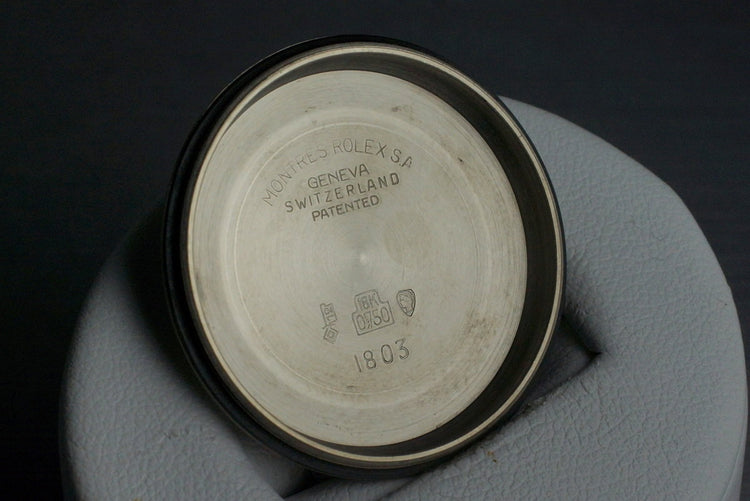 MONTRES ROLEX S.A
GENEVA
SWITZERLAND
PATENTED
18K
0,750
1803